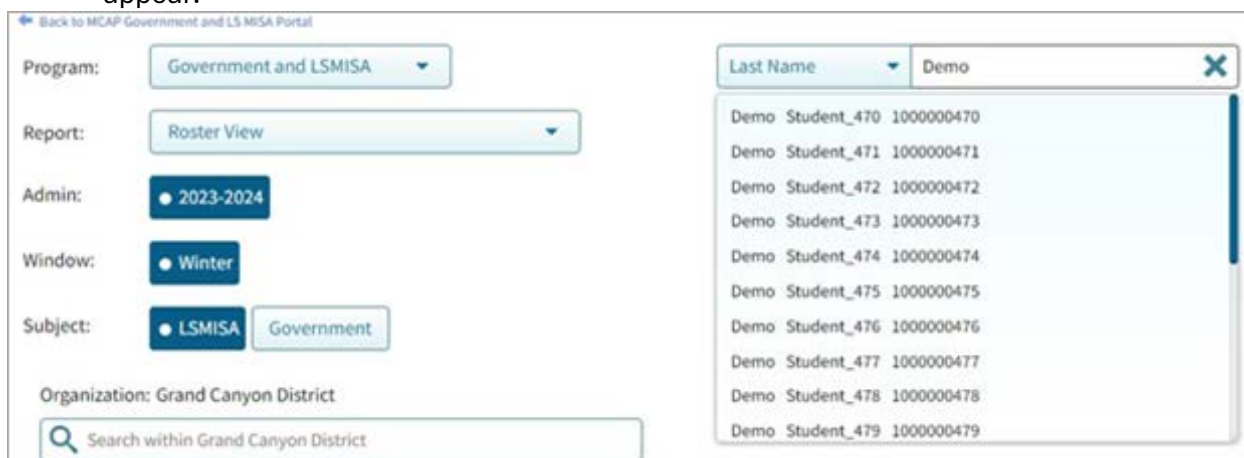 appear.
Back to MCAP Government and LS MISA Portal
Program: Government and LSMISA
Report: Roster View
Admin: 2023-2024
Window: Winter
Subject: LSMISA Government
Organization: Grand Canyon District
Search within Grand Canyon District
Last Name Demo
Demo Student_470 1000000470
Demo Student_471 1000000471
Demo Student_472 1000000472
Demo Student_473 1000000473
Demo Student_474 1000000474
Demo Student_475 1000000475
Demo Student_476 1000000476
Demo Student_477 1000000477
Demo Student_478 1000000478
Demo Student_479 1000000479